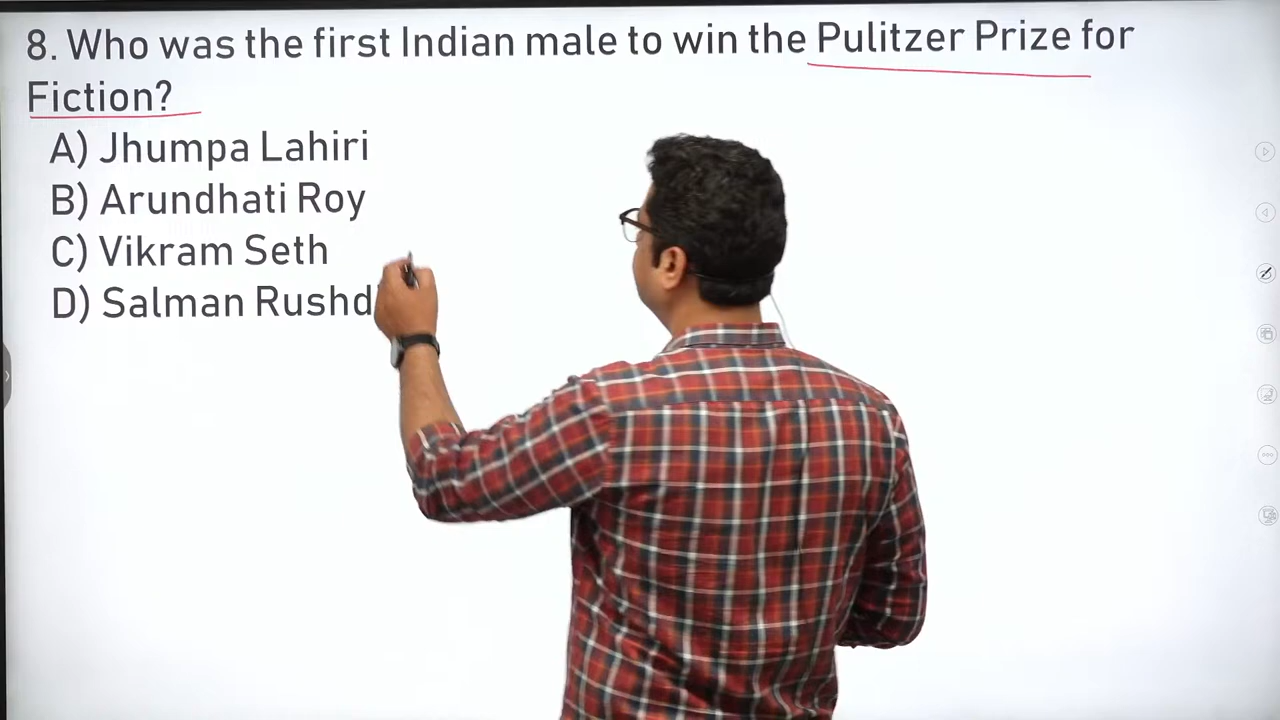 8. Who was the first Indian male to win the Pulitzer Prize for
Fiction?
A) Jhumpa Lahiri
B) Arundhati Roy
C) Vikram Seth
D) Salman Rushd